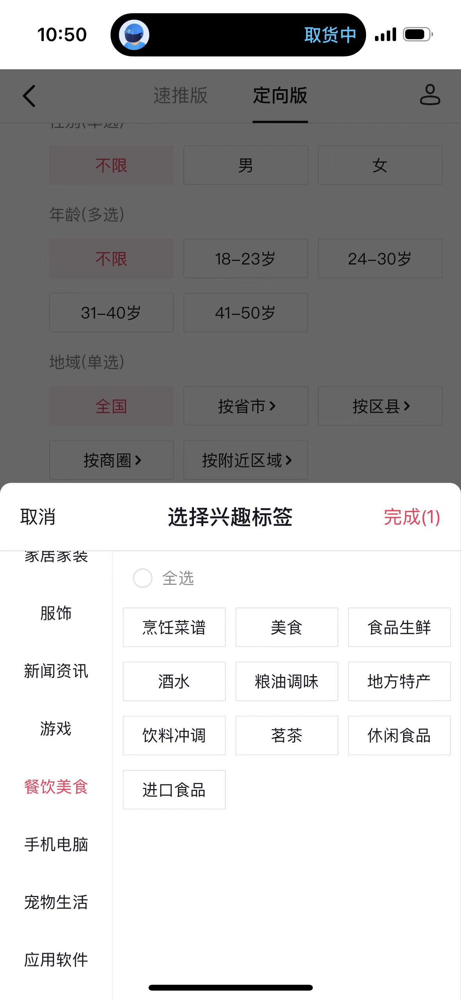 10:50 取货中
速推版 定向版
性别(单选)
不限 男 女
年龄(多选)
不限 18-23岁 24-30岁
31-40岁 41-50岁
地域(单选)
全国 按省市 按区县
按商圈 按附近区域
取消 选择兴趣标签 完成(1)
家居家装
全选
服饰
烹饪菜谱 美食 食品生鲜
新闻资讯
酒水 粮油调味 地方特产
游戏
饮料冲调 茗茶 休闲食品
餐饮美食
进口食品
手机电脑
宠物生活
应用软件